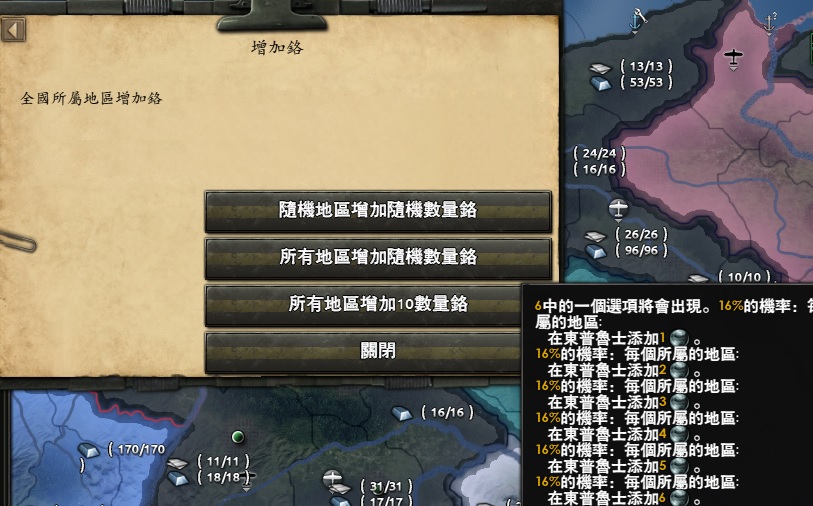 增加鉻
全國所屬地區增加鉻
隨機地區增加隨機數量鉻
所有地區增加隨機數量鉻
所有地區增加10數量鉻
關閉
( 13/13 )
( 53/53 )
( 24/24 )
( 16/16 )
( 26/26 )
( 96/96 )
( 10/10 )
6中的一個選項將會出現。16%的機率: 每
屬的地區:
在東普魯士添加1 。
16%的機率: 每個所屬的地區:
在東普魯士添加2 。
16%的機率: 每個所屬的地區:
在東普魯士添加3 。
16%的機率: 每個所屬的地區:
在東普魯士添加4 。
16%的機率: 每個所屬的地區:
在東普魯士添加5 。
16%的機率: 每個所屬的地區:
在東普魯士添加6 。
( 16/16 )
( 170/170
)
( 11/11 )
( 18/18 )
( 31/31 )
( 17/17 )